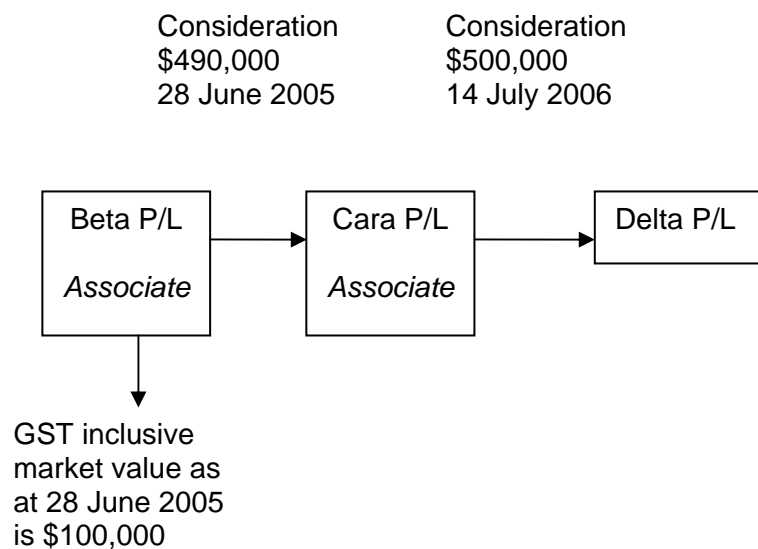 Consideration
$490,000
28 June 2005
Consideration
$500,000
14 July 2006
Beta P/L
Associate
Cara P/L
Associate
Delta P/L
GST inclusive
market value as
at 28 June 2005
is $100,000